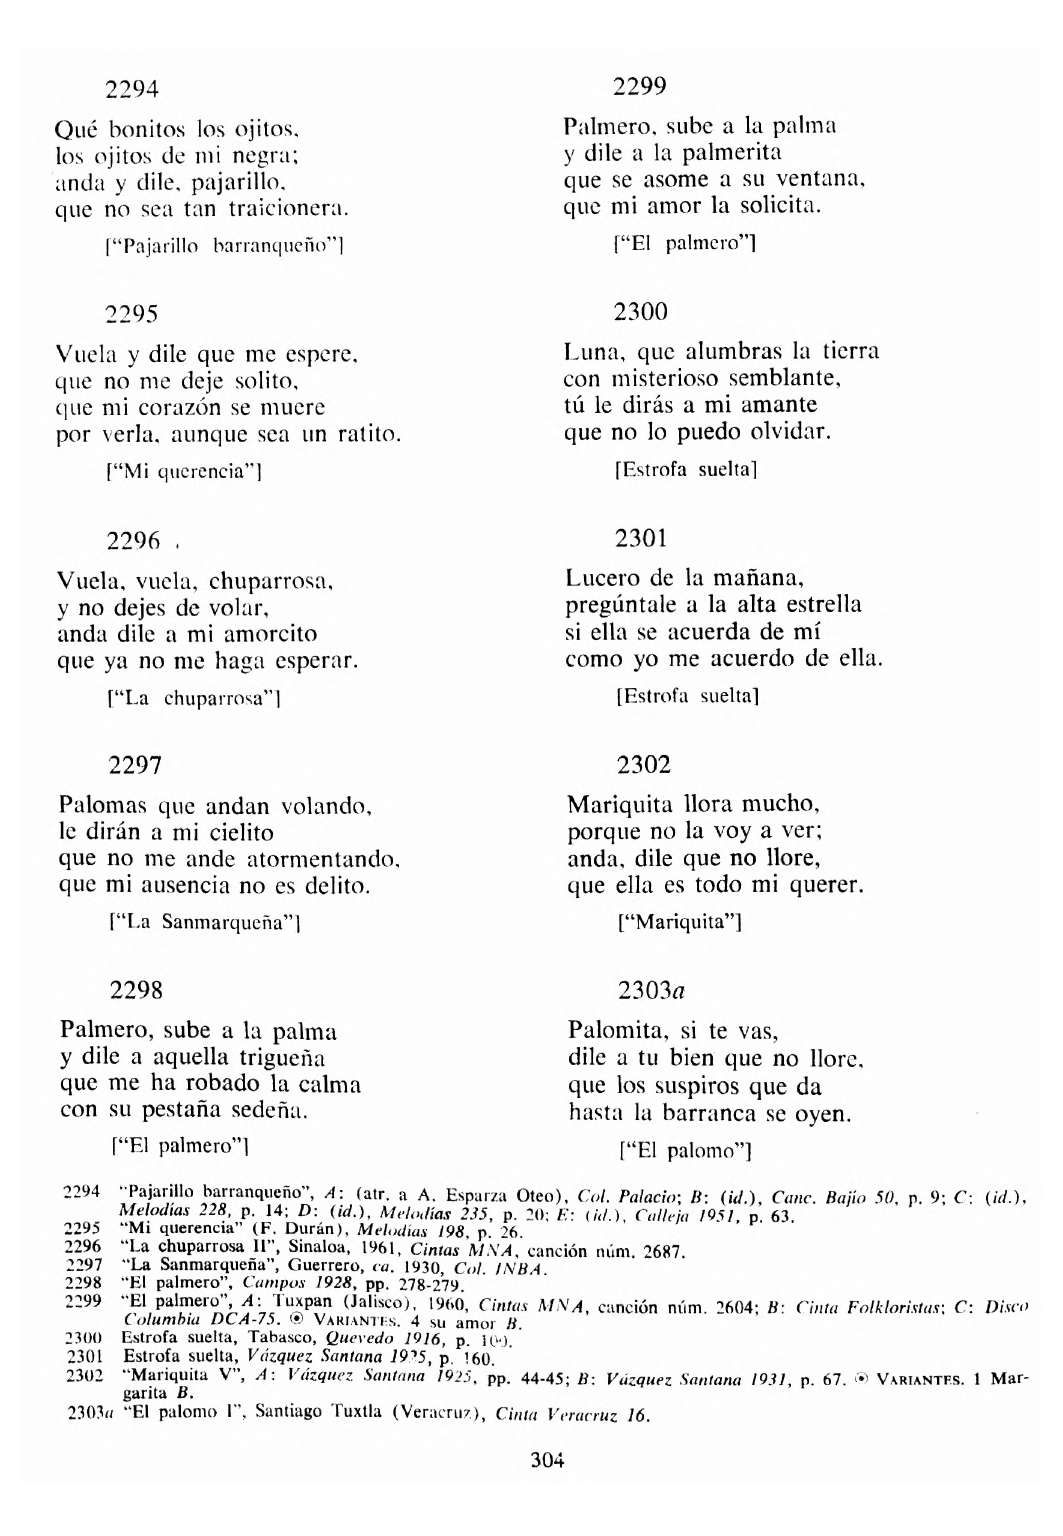 2294
Qué bonitos los ojitos,
los ojitos de mi negra;
anda y dile, pajarillo,
que no sea tan traicionera.
[“Pajarillo barranqueño”]
2295
Vuela y dile que me espere,
que no me deje solito,
que mi corazón se muere
por verla, aunque sea un ratito.
[“Mi querencia”]
2296
Vuela, vuela, chuparrosa,
y no dejes de volar,
anda dile a mi amorcito
que ya no me haga esperar.
[“La chuparrosa”]
2297
Palomas que andan volando,
le dirán a mi cielito
que no me ande atormentando,
que mi ausencia no es delito.
[“La Sanmarqueña”]
2298
Palmero, sube a la palma
y dile a aquella trigueña
que me ha robado la calma
con su pestaña sedeña.
[“El palmero”]
2299
Palmero, sube a la palma
y dile a la palmerita
que se asome a su ventana,
que mi amor la solicita.
[“El palmero”]
2300
Luna, que alumbras la tierra
con misterioso semblante,
tú le dirás a mi amante
que no lo puedo olvidar.
[Estrofa suelta]
2301
Lucero de la mañana,
pregúntale a la alta estrella
si ella se acuerda de mí
como yo me acuerdo de ella.
[Estrofa suelta]
2302
Mariquita llora mucho,
porque no la voy a ver;
anda, dile que no llore,
que ella es todo mi querer.
[“Mariquita”]
2303a
Palomita, si te vas,
dile a tu bien que no llore,
que los suspiros que da
hasta la barranca se oyen.
[“El palomo”]
2294 “Pajarillo barranqueño”, A: (atr. a A. Esparza Oteo), Col. Palacio; B: (id.), Canc. Bajío 50, p. 9; C: (id.),
Melodías 228, p. 14; D: (id.), Melodías 235, p. 20; E: (id.), Calleja 1951, p. 63.
2295 “Mi querencia” (F. Durán), Melodías 198, p. 26.
2296 “La chuparrosa II”, Sinaloa, 1961, Cintas MNA, canción núm. 2687.
2297 “La Sanmarqueña”, Guerrero, ca. 1930, Col. INBA.
2298 “El palmero”, Campos 1928, pp. 278-279.
2299 “El palmero”, A: Tuxpan (Jalisco), 1960, Cintas MNA, canción núm. 2604; B: Cinta Folkloristas; C: Disco
Columbia DCA-75. ⦿ VARIANTES. 4 su amor B.
2300 Estrofa suelta, Tabasco, Quevedo 1916, p.
2301 Estrofa suelta, Vázquez Santana 1925, p. 160.
2302 “Mariquita V”, A: Vázquez Santana 1925, pp. 44-45; B: Vázquez Santana 1931, p. 67. ⦿ VARIANTES. 1 Mar-
garita B.
2303a “El palomo I”, Santiago Tuxtla (Veracruz), Cinta Veracruz 16.
304